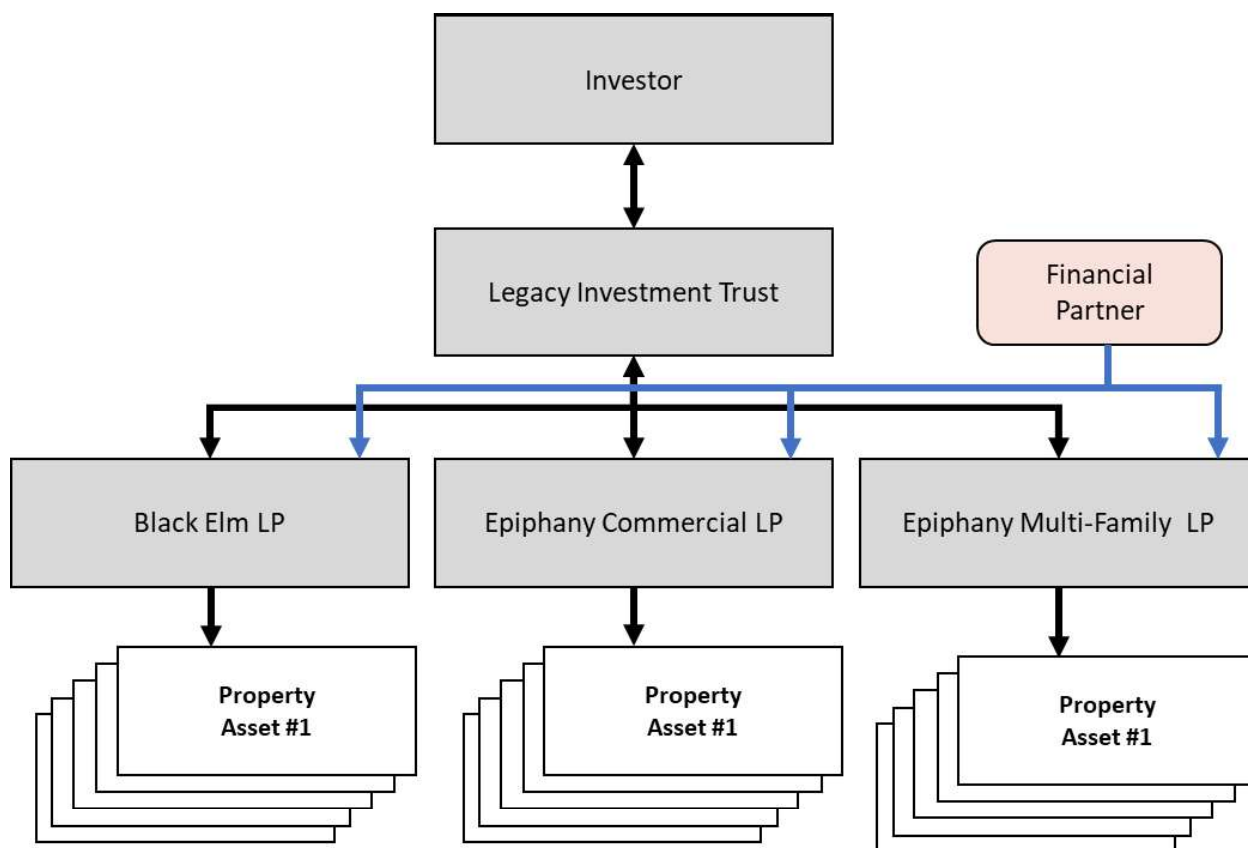 Investor
Legacy Investment Trust
Financial
Partner
Black Elm LP
Epiphany Commercial LP
Epiphany Multi-Family LP
Property
Asset #1
Property
Asset #1
Property
Asset #1